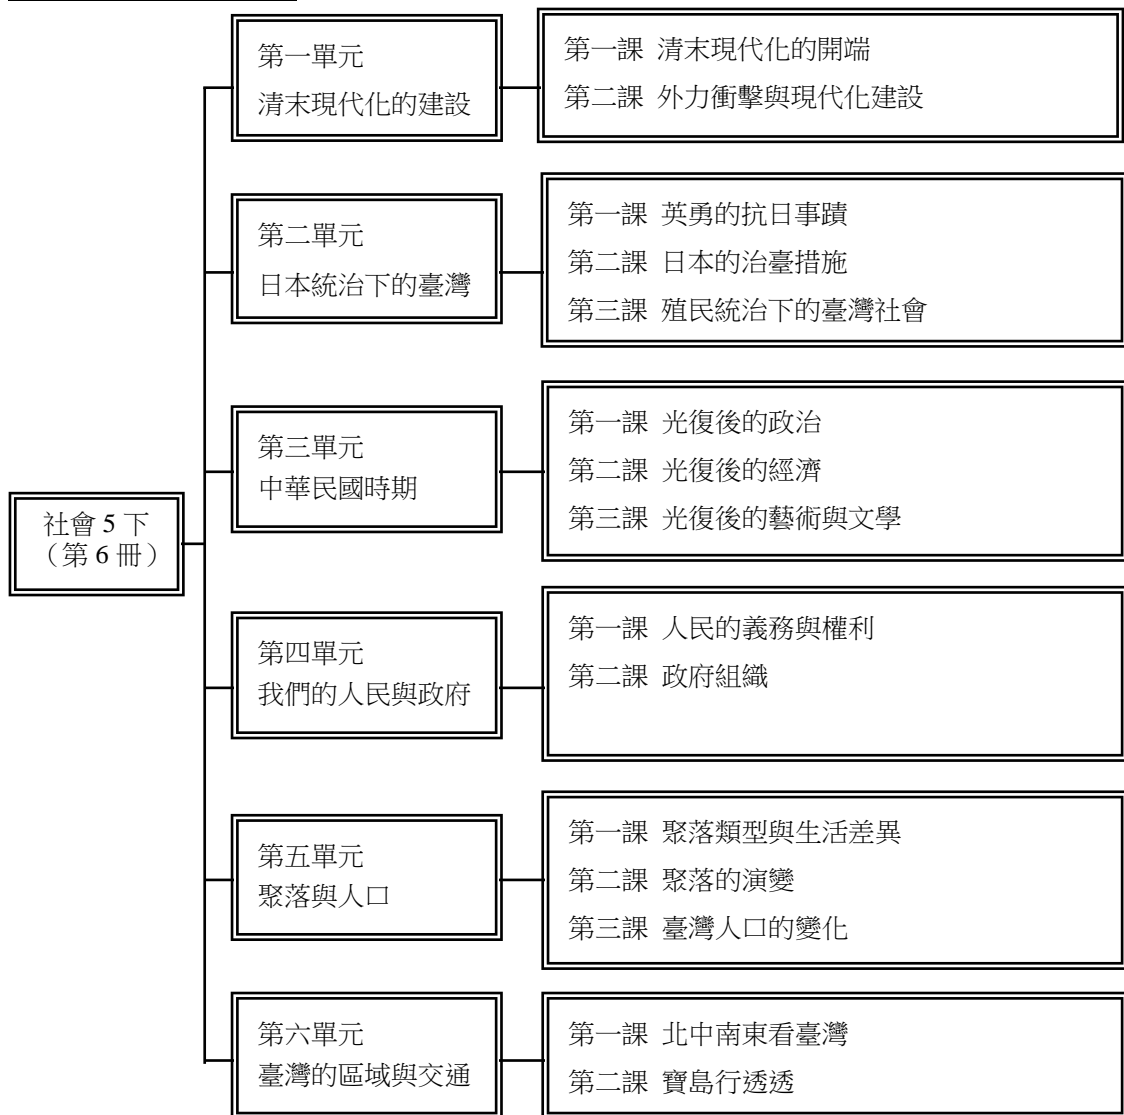 社會 5 下
（第 6 冊）
第一單元
清末現代化的建設
第一課 清末現代化的開端
第二課 外力衝擊與現代化建設
第二單元
日本統治下的臺灣
第一課 英勇的抗日事蹟
第二課 日本的治臺措施
第三課 殖民統治下的臺灣社會
第三單元
中華民國時期
第一課 光復後的政治
第二課 光復後的經濟
第三課 光復後的藝術與文學
第四單元
我們的人民與政府
第一課 人民的義務與權利
第二課 政府組織
第五單元
聚落與人口
第一課 聚落類型與生活差異
第二課 聚落的演變
第三課 臺灣人口的變化
第六單元
臺灣的區域與交通
第一課 北中南東看臺灣
第二課 寶島行透透